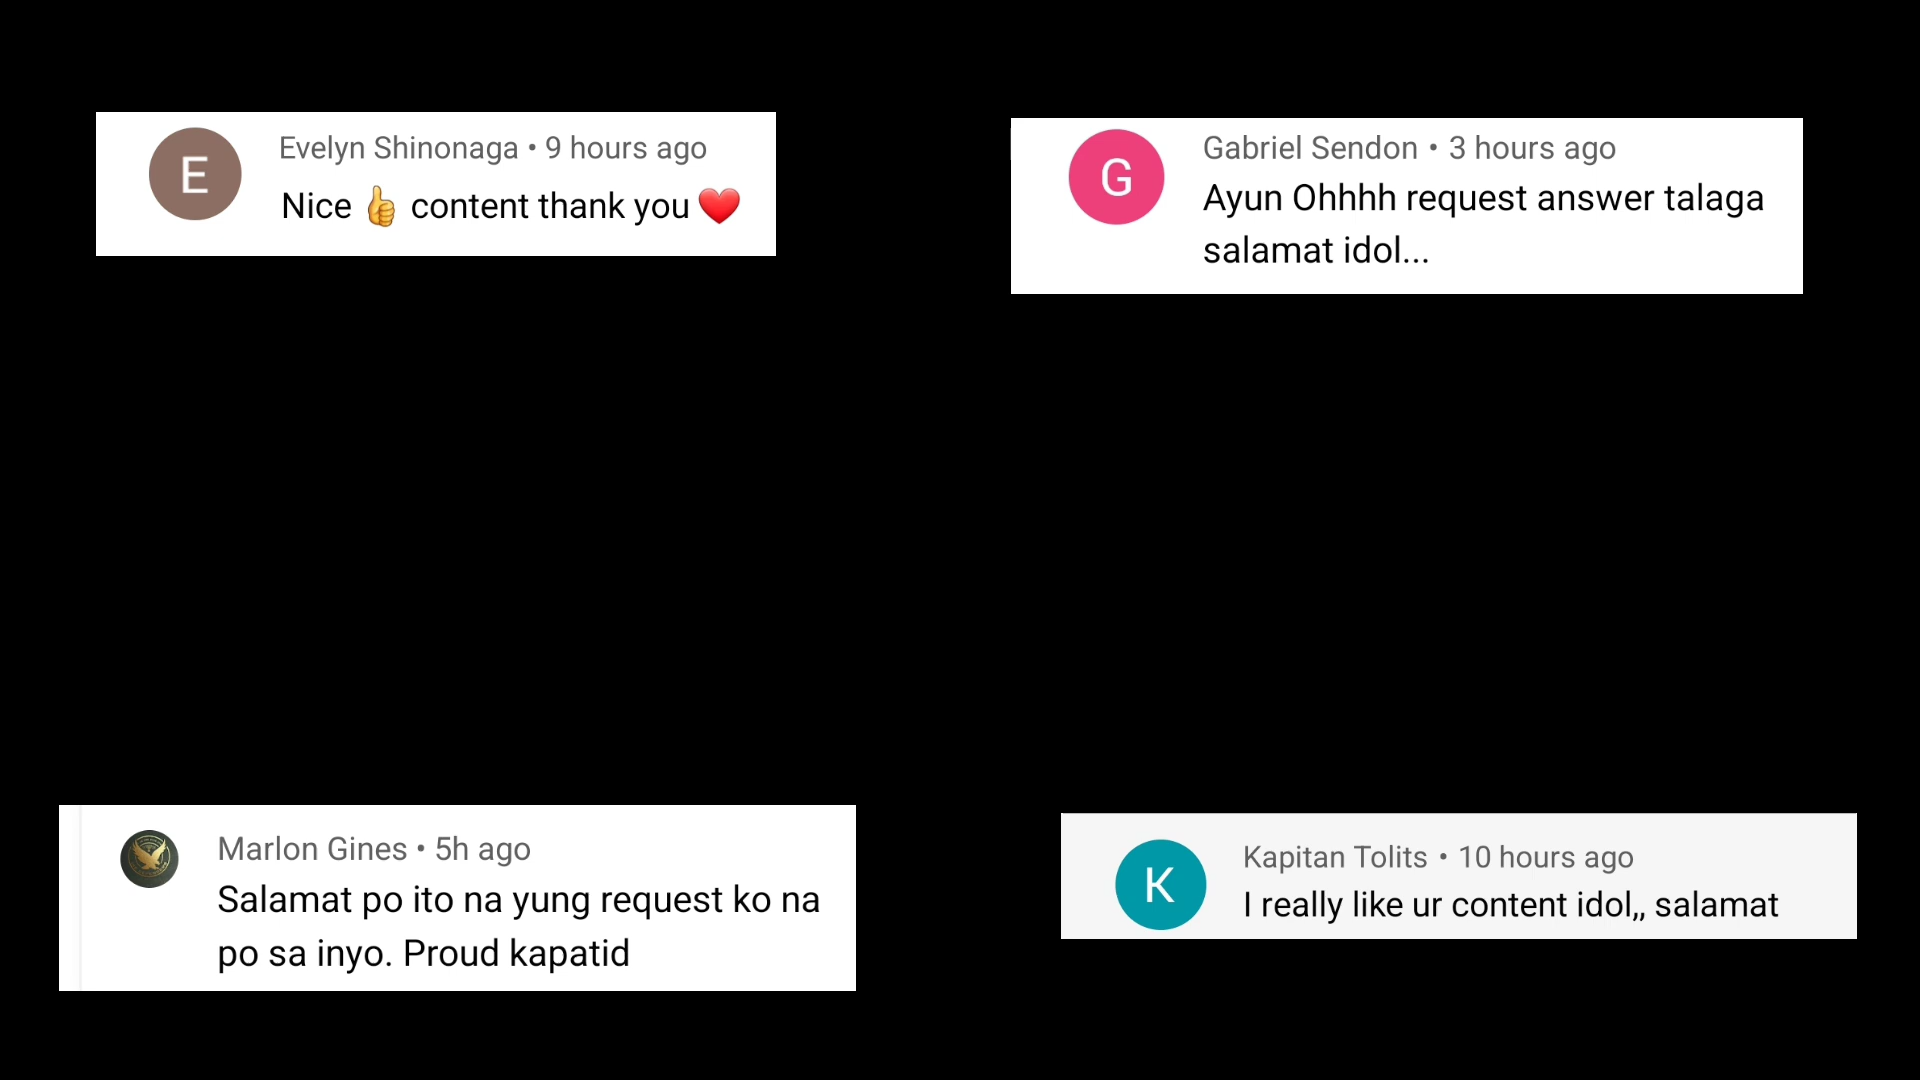 E
Evelyn Shinonaga • 9 hours ago
Nice 👍 content thank you ❤️
G
Gabriel Sendon • 3 hours ago
Ayun Ohhhh request answer talaga
salamat idol...
Marlon Gines • 5h ago
Salamat po ito na yung request ko na
po sa inyo. Proud kapatid
K
Kapitan Tolits • 10 hours ago
I really like ur content idol,, salamat